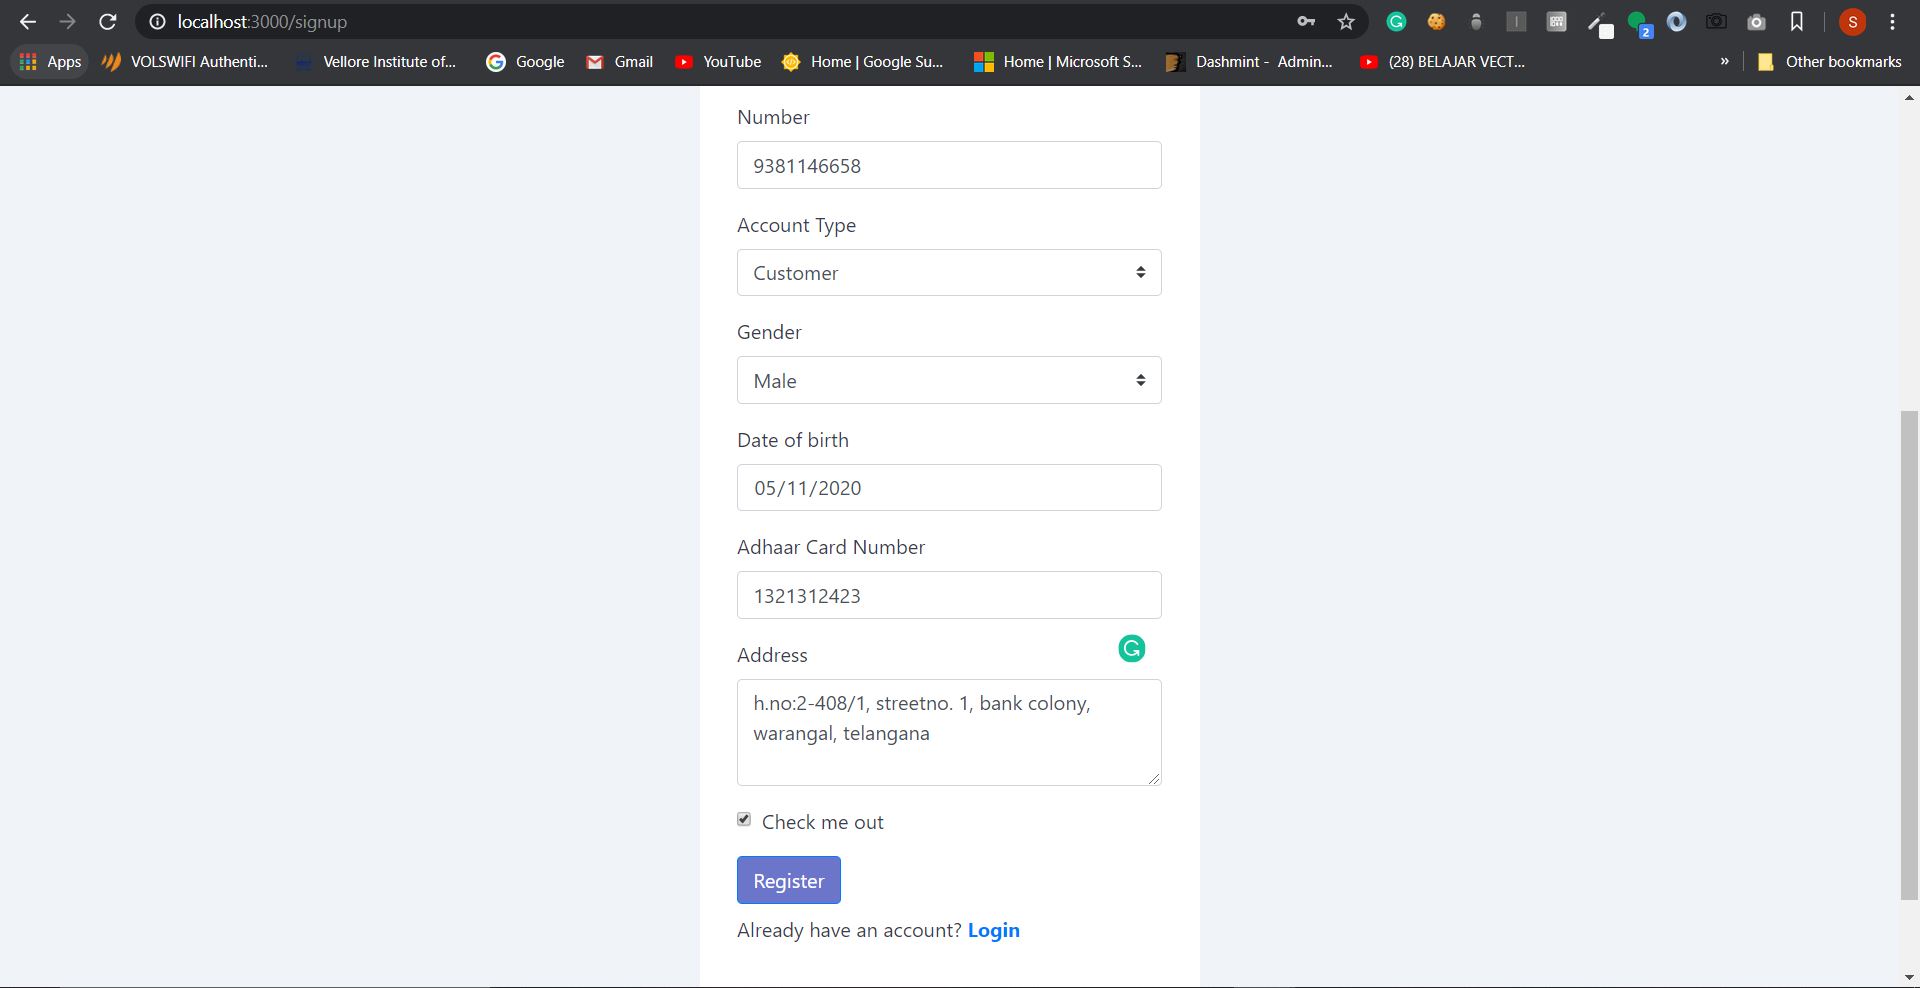 localhost:3000/signup
S
2
Apps VOLSWIFI Authenti... Vellore Institute of... Google Gmail YouTube Home | Google Su... Home | Microsoft S... Dashmint - Admin... (28) BELAJAR VECT... » Other bookmarks
Number
9381146658
Account Type
Customer
Gender
Male
Date of birth
05/11/2020
Adhaar Card Number
1321312423
Address
h.no:2-408/1, streetno. 1, bank colony,
warangal, telangana
Check me out
Register
Already have an account? Login